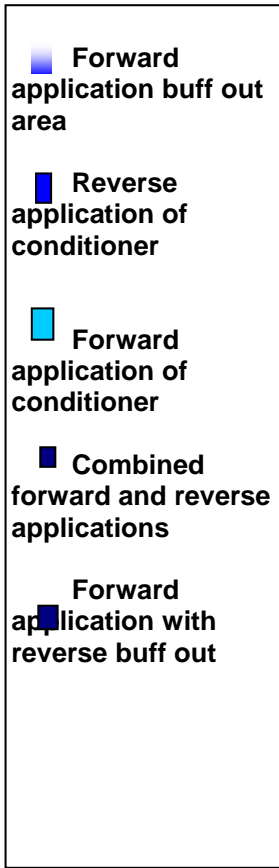 Forward
application buff out
area
Reverse
application of
conditioner
Forward
application of
conditioner
Combined
forward and reverse
applications
Forward
application with
reverse buff out